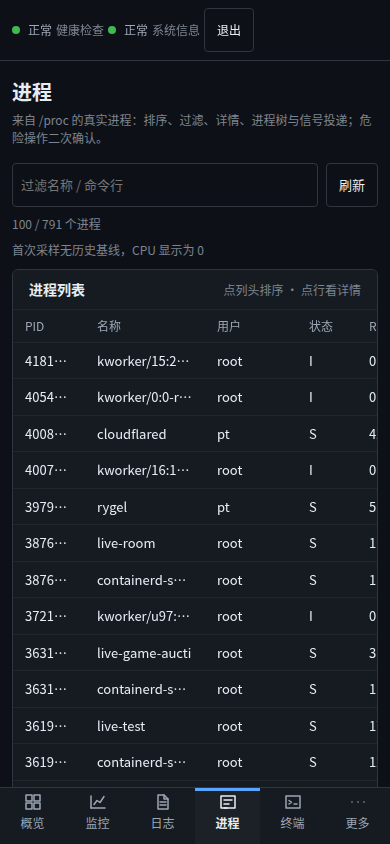 正常 健康检查 正常 系统信息 退出
进程
来自 /proc 的真实进程：排序、过滤、详情、进程树与信号投递；危
险操作二次确认。
过滤名称 / 命令行 刷新
100 / 791 个进程
首次采样无历史基线，CPU 显示为 0
进程列表 点列头排序 · 点行看详情
PID 名称 用户 状态 R
4181… kworker/15:2… root I 0
4054… kworker/0:0-r… root I 0
4008… cloudflared pt S 4
4007… kworker/16:1… root I 0
3979… rygel pt S 5
3876… live-room root S 1
3876… containerd-s… root S 1
3721… kworker/u97:… root I 0
3631… live-game-aucti root S 3
3631… containerd-s… root S 1
3619… live-test root S 1
3619… containerd-s… root S 1
概览 监控 日志 进程 终端 更多